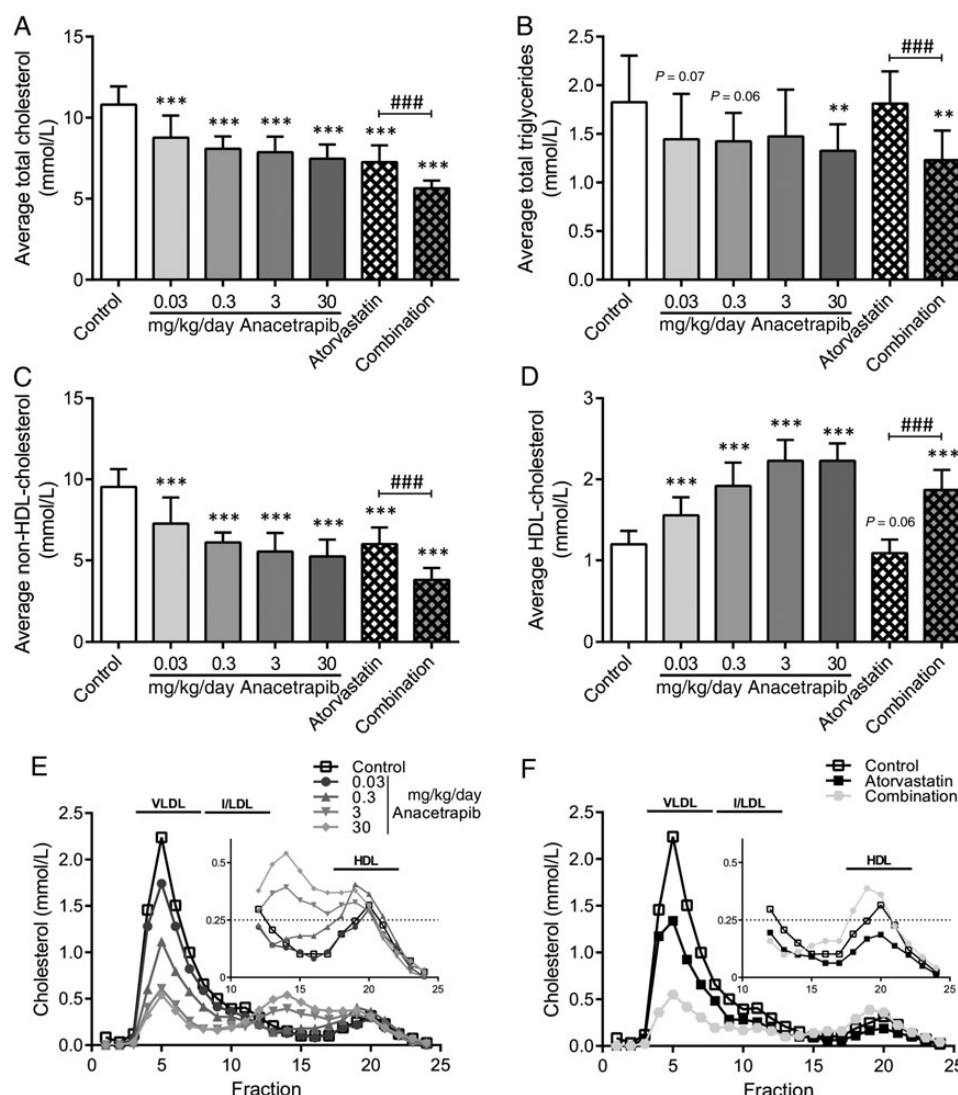 A
Average total cholesterol
(mmol/L)
15
10
5
0
***
***
***
***
***
###
***
Control
0.03
0.3
3
30
mg/kg/day Anacetrapib
Atorvastatin
Combination
B
Average total triglycerides
(mmol/L)
2.5
2.0
1.5
1.0
0.5
0.0
P = 0.07
P = 0.06
**
###
**
Control
0.03
0.3
3
30
mg/kg/day Anacetrapib
Atorvastatin
Combination
C
Average non-HDL-cholesterol
(mmol/L)
15
10
5
0
***
***
***
***
***
###
***
Control
0.03
0.3
3
30
mg/kg/day Anacetrapib
Atorvastatin
Combination
D
Average HDL-cholesterol
(mmol/L)
3
2
1
0
***
***
***
***
P = 0.06
###
***
Control
0.03
0.3
3
30
mg/kg/day Anacetrapib
Atorvastatin
Combination
E
Control
0.03
0.3
3
30
mg/kg/day
Anacetrapib
VLDL
I/LDL
Cholesterol (mmol/L)
2.5
2.0
1.5
1.0
0.5
0.0
0.5
0.25
0
HDL
10
15
20
25
0
5
10
15
20
25
Fraction
F
Control
Atorvastatin
Combination
VLDL
I/LDL
Cholesterol (mmol/L)
2.5
2.0
1.5
1.0
0.5
0.0
0.5
0.25
0
HDL
10
15
20
25
0
5
10
15
20
25
Fraction